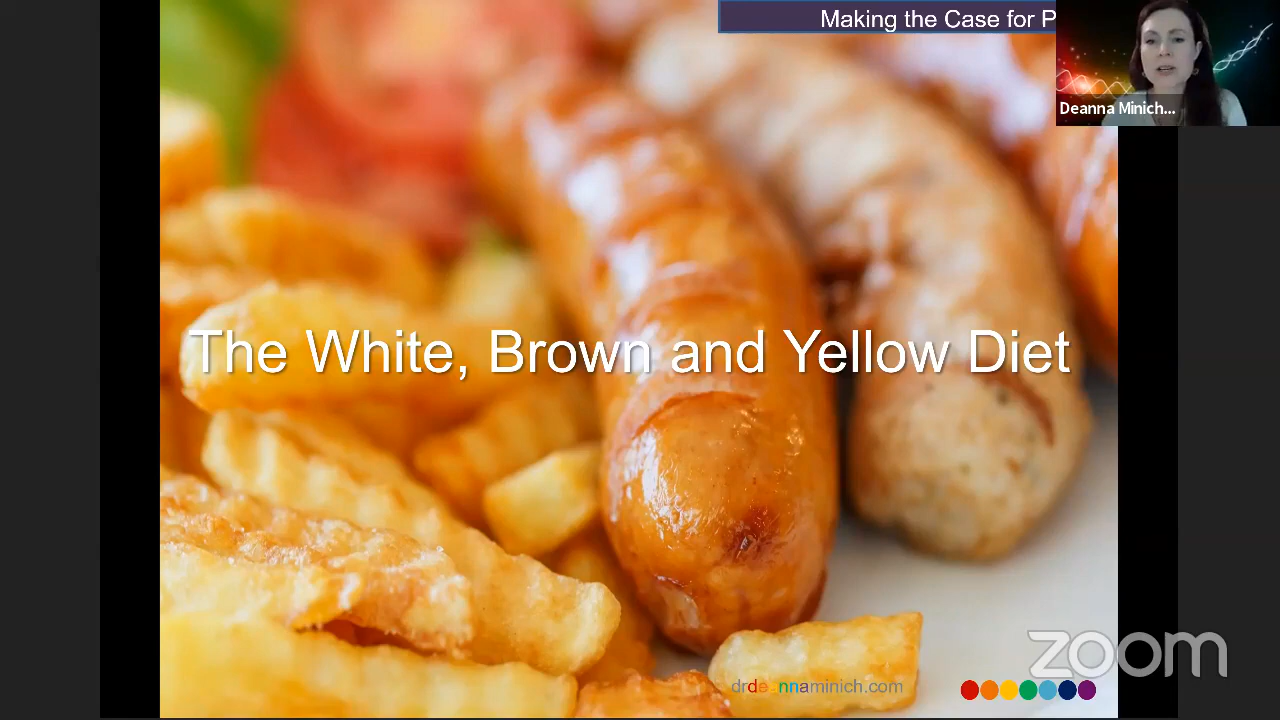 Making the Case for P
Deanna Minich...
The White, Brown and Yellow Diet
drdeannaminich.com
zoom